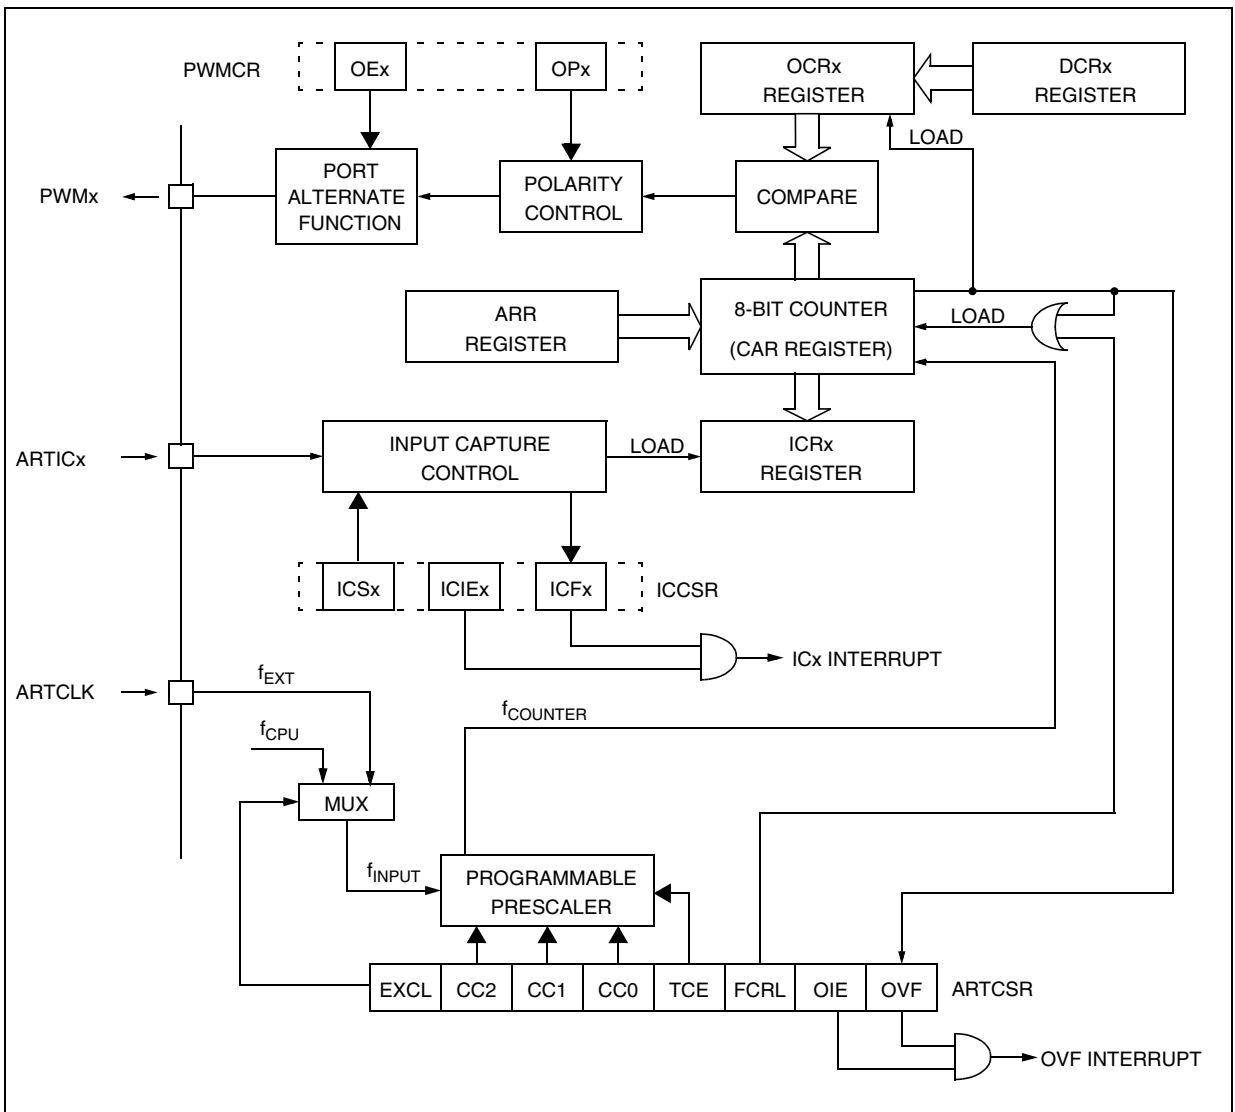 PWMCR
OEx
OPx
OCRx
REGISTER
DCRx
REGISTER
LOAD
PWMx
PORT
ALTERNATE
FUNCTION
POLARITY
CONTROL
COMPARE
ARR
REGISTER
8-BIT COUNTER
(CAR REGISTER)
LOAD
ARTICx
INPUT CAPTURE
CONTROL
LOAD
ICRx
REGISTER
ICSx
ICIEx
ICFx
ICCSR
ICx INTERRUPT
ARTCLK
fEXT
fCPU
fCOUNTER
MUX
fINPUT
PROGRAMMABLE
PRESCALER
EXCL
CC2
CC1
CC0
TCE
FCRL
OIE
OVF
ARTCSR
OVF INTERRUPT